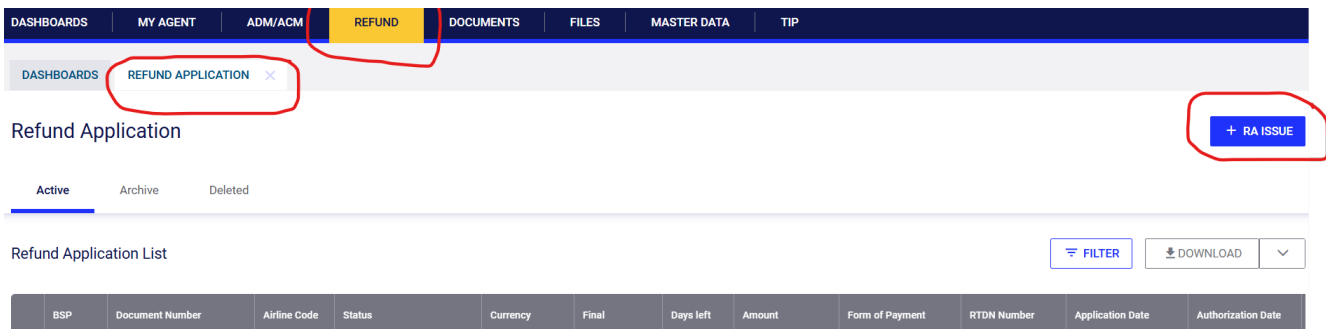 DASHBOARDS MY AGENT ADM/ACM REFUND DOCUMENTS FILES MASTER DATA TIP
DASHBOARDS REFUND APPLICATION ×
Refund Application
+ RA ISSUE
Active Archive Deleted
Refund Application List
FILTER DOWNLOAD
BSP Document Number Airline Code Status Currency Final Days left Amount Form of Payment RTDN Number Application Date Authorization Date